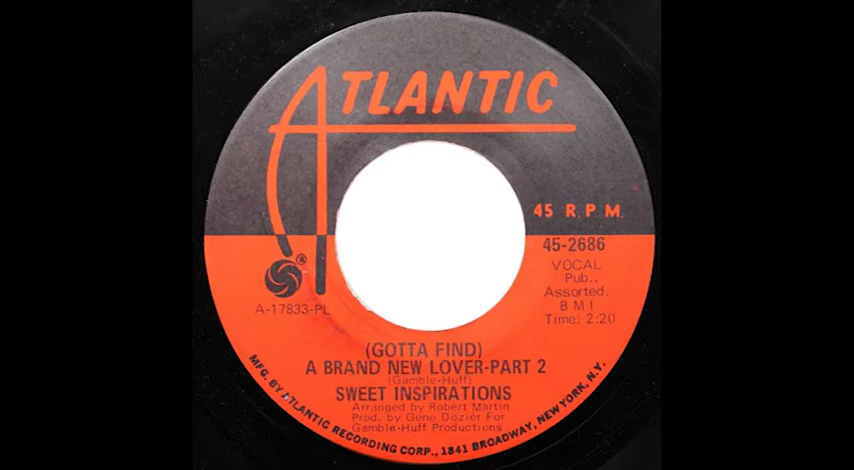 ATLANTIC
45 R.P.M.
45-2686
VOCAL
Pub.,
Assorted.
BMI
Time: 2:20
®
A-17833-PL
(GOTTA FIND)
A BRAND NEW LOVER-PART 2
(Gamble-Huff)
SWEET INSPIRATIONS
Arranged by Robert Martin
Prod. by Gene Dozier For
Gamble-Huff Productions
MFG. BY ATLANTIC RECORDING CORP., 1841 BROADWAY, NEW YORK, N.Y.